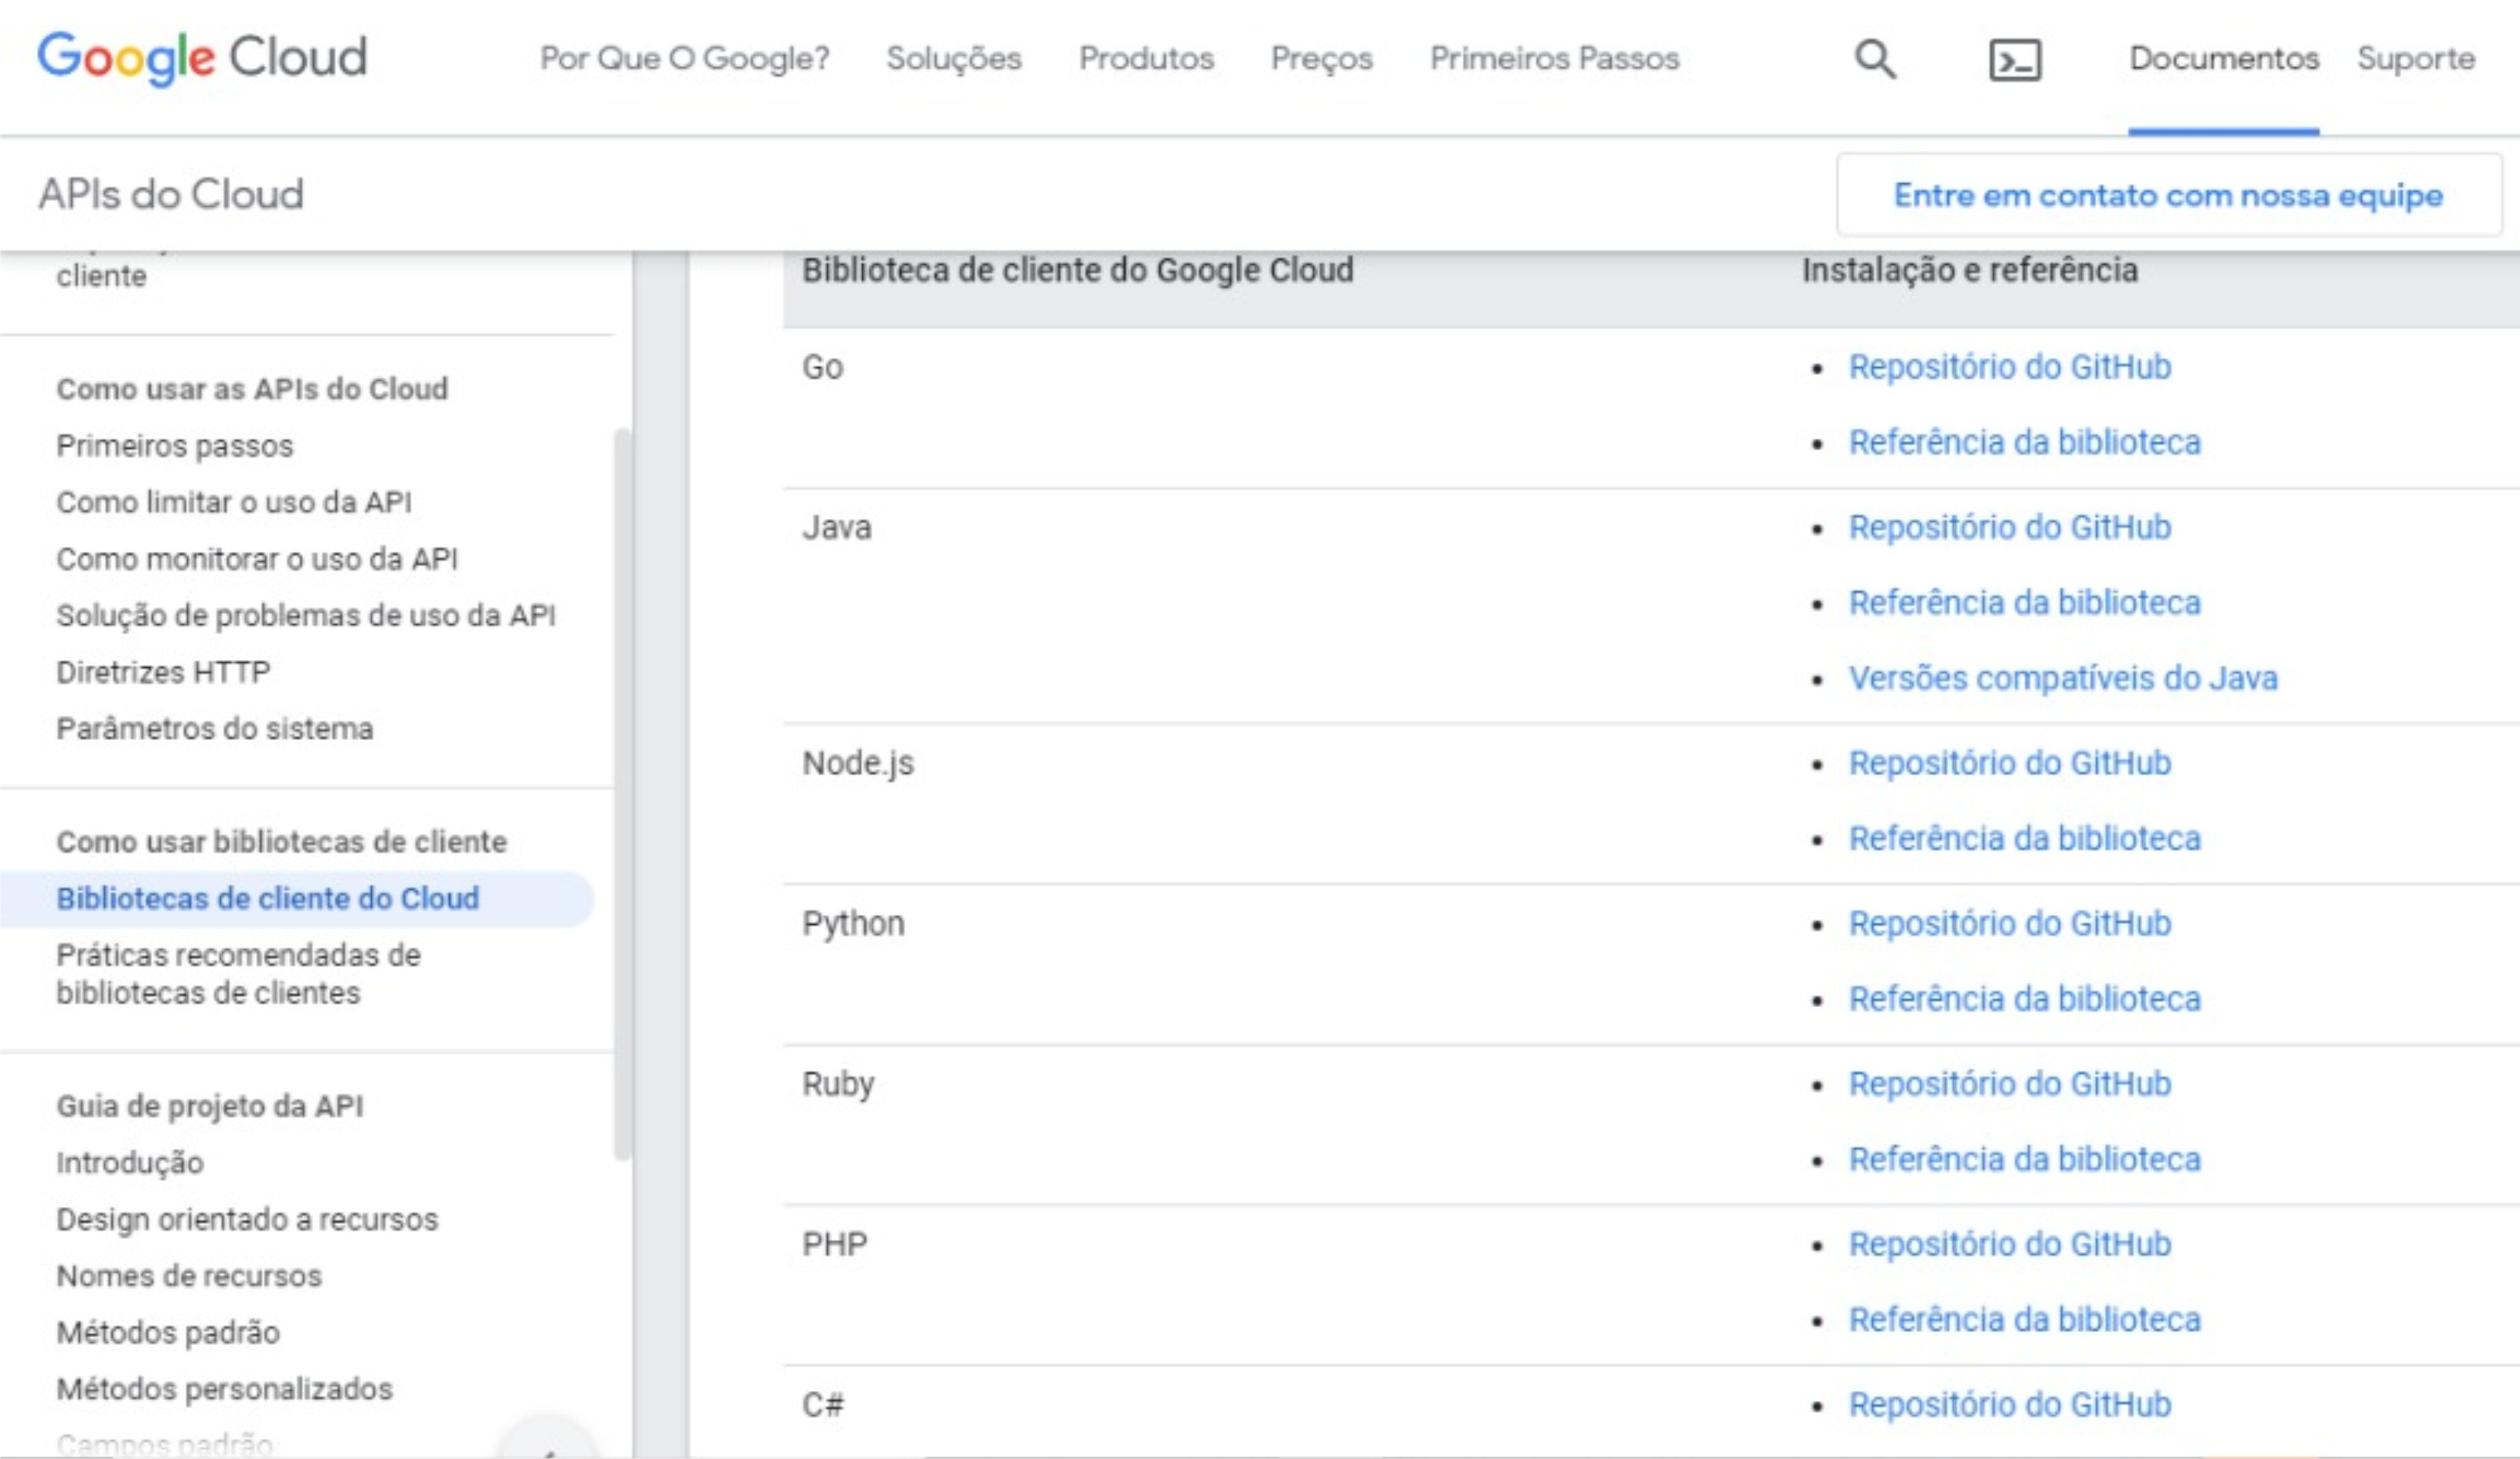 Google Cloud
Por Que O Google?
Soluções
Produtos
Preços
Primeiros Passos
Documentos
Suporte
APIs do Cloud
Entre em contato com nossa equipe
cliente
Como usar as APIs do Cloud
Primeiros passos
Como limitar o uso da API
Como monitorar o uso da API
Solução de problemas de uso da API
Diretrizes HTTP
Parâmetros do sistema
Como usar bibliotecas de cliente
Bibliotecas de cliente do Cloud
Práticas recomendadas de
bibliotecas de clientes
Guia de projeto da API
Introdução
Design orientado a recursos
Nomes de recursos
Métodos padrão
Métodos personalizados
Campos padrão
Biblioteca de cliente do Google Cloud
Instalação e referência
Go
• Repositório do GitHub
• Referência da biblioteca
Java
• Repositório do GitHub
• Referência da biblioteca
• Versões compatíveis do Java
Node.js
• Repositório do GitHub
• Referência da biblioteca
Python
• Repositório do GitHub
• Referência da biblioteca
Ruby
• Repositório do GitHub
• Referência da biblioteca
PHP
• Repositório do GitHub
• Referência da biblioteca
C#
• Repositório do GitHub